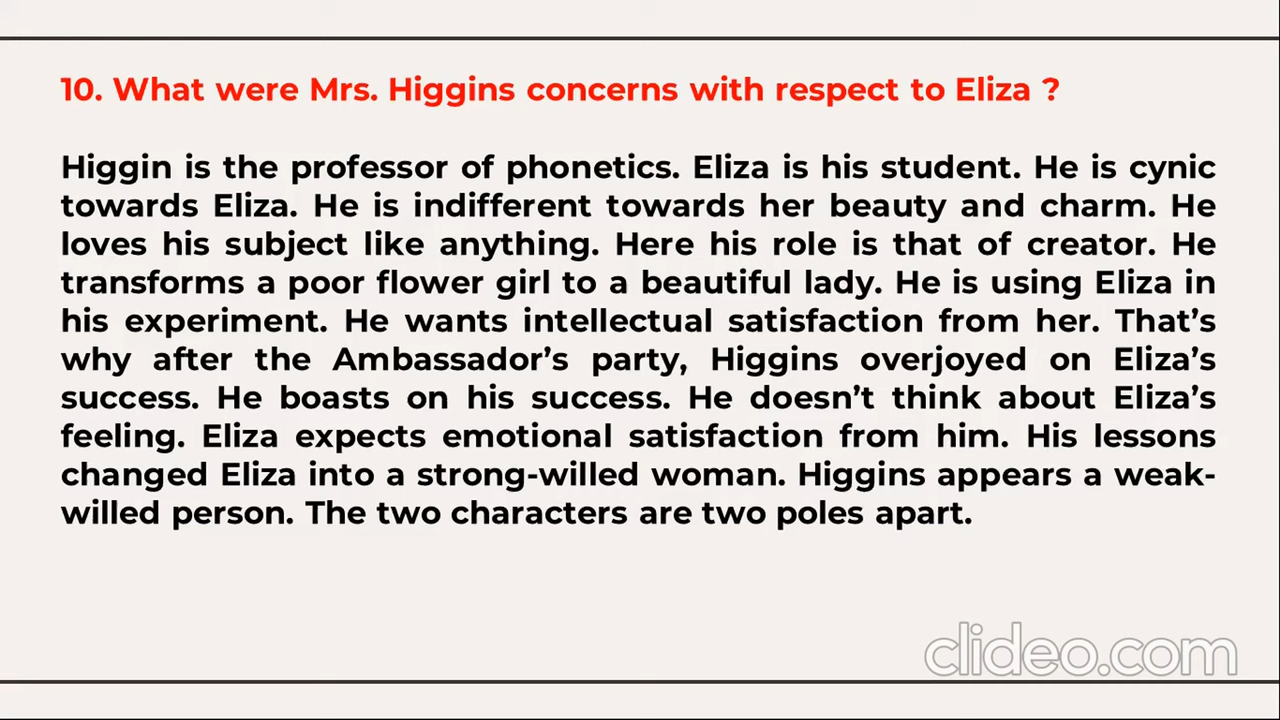 10. What were Mrs. Higgins concerns with respect to Eliza ?
Higgin is the professor of phonetics. Eliza is his student. He is cynic
towards Eliza. He is indifferent towards her beauty and charm. He
loves his subject like anything. Here his role is that of creator. He
transforms a poor flower girl to a beautiful lady. He is using Eliza in
his experiment. He wants intellectual satisfaction from her. That’s
why after the Ambassador’s party, Higgins overjoyed on Eliza’s
success. He boasts on his success. He doesn’t think about Eliza’s
feeling. Eliza expects emotional satisfaction from him. His lessons
changed Eliza into a strong-willed woman. Higgins appears a weak-
willed person. The two characters are two poles apart.
clideo.com